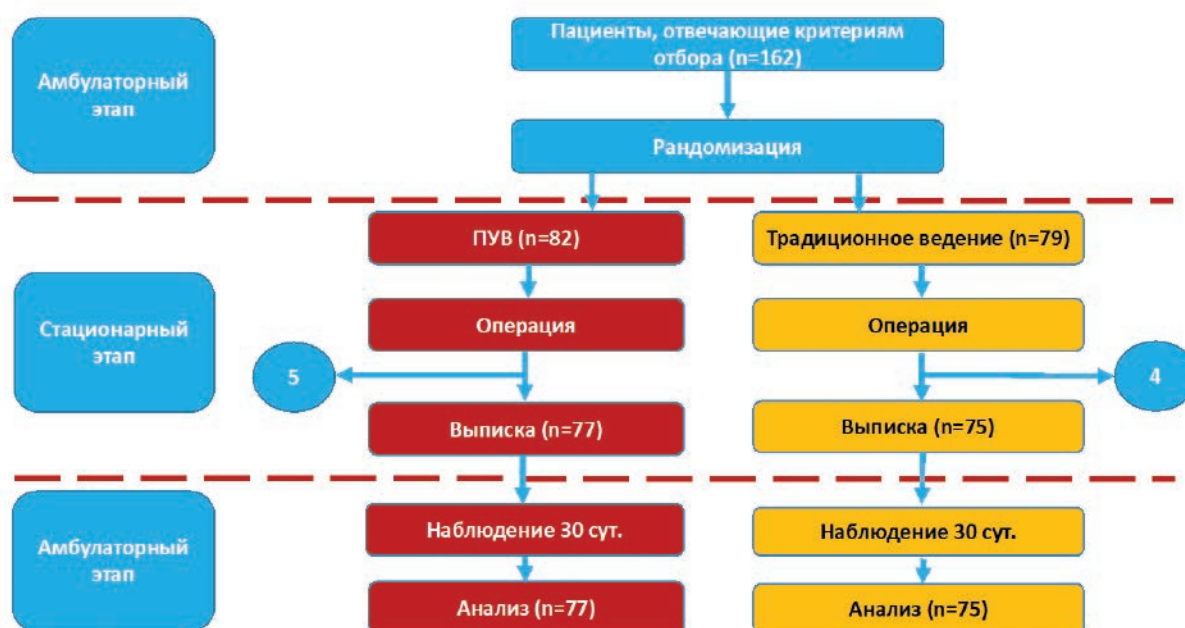 Амбулаторный
этап
Пациенты, отвечающие критериям
отбора (n=162)
Рандомизация
Стационарный
этап
ПУВ (n=82)
Традиционное ведение (n=79)
Операция
Операция
5
4
Выписка (n=77)
Выписка (n=75)
Амбулаторный
этап
Наблюдение 30 сут.
Наблюдение 30 сут.
Анализ (n=77)
Анализ (n=75)